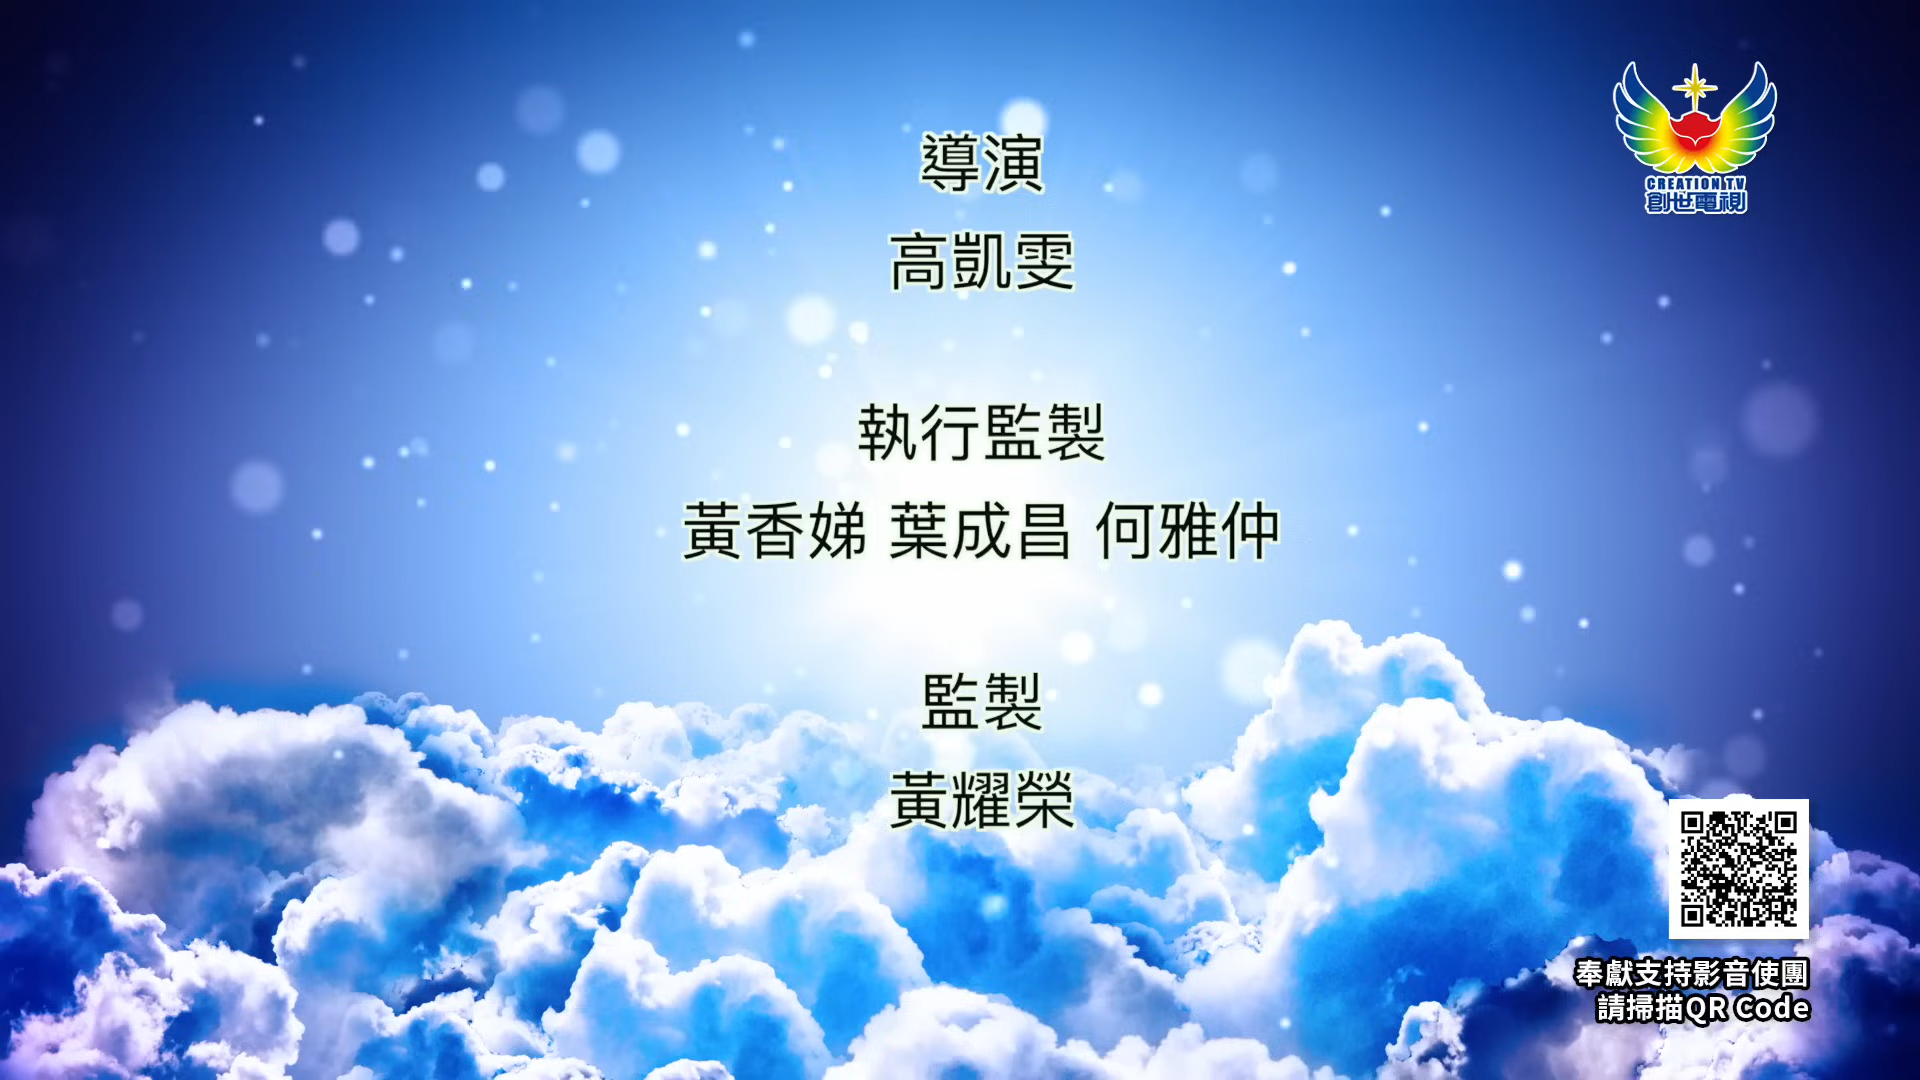 CREATION TV
創世電視
導演
高凱雯
執行監製
黃香娣 葉成昌 何雅仲
監製
黃耀榮
奉獻支持影音使團
請掃描QR Code